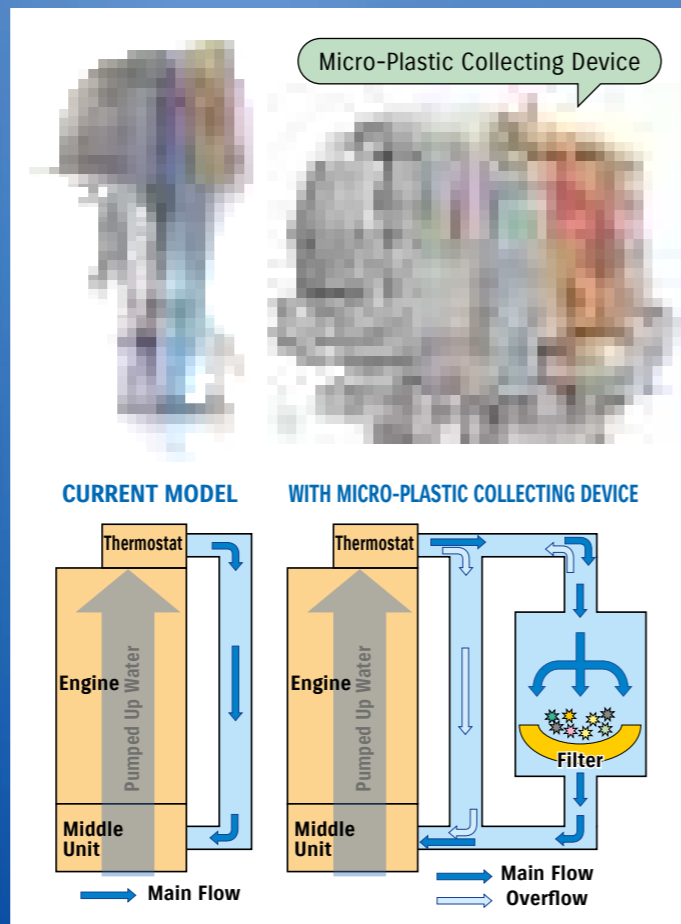 Micro-Plastic Collecting Device
CURRENT MODEL
Thermostat
Engine
Pumped Up Water
Middle
Unit
Main Flow
WITH MICRO-PLASTIC COLLECTING DEVICE
Thermostat
Engine
Pumped Up Water
Filter
Middle
Unit
Main Flow
Overflow